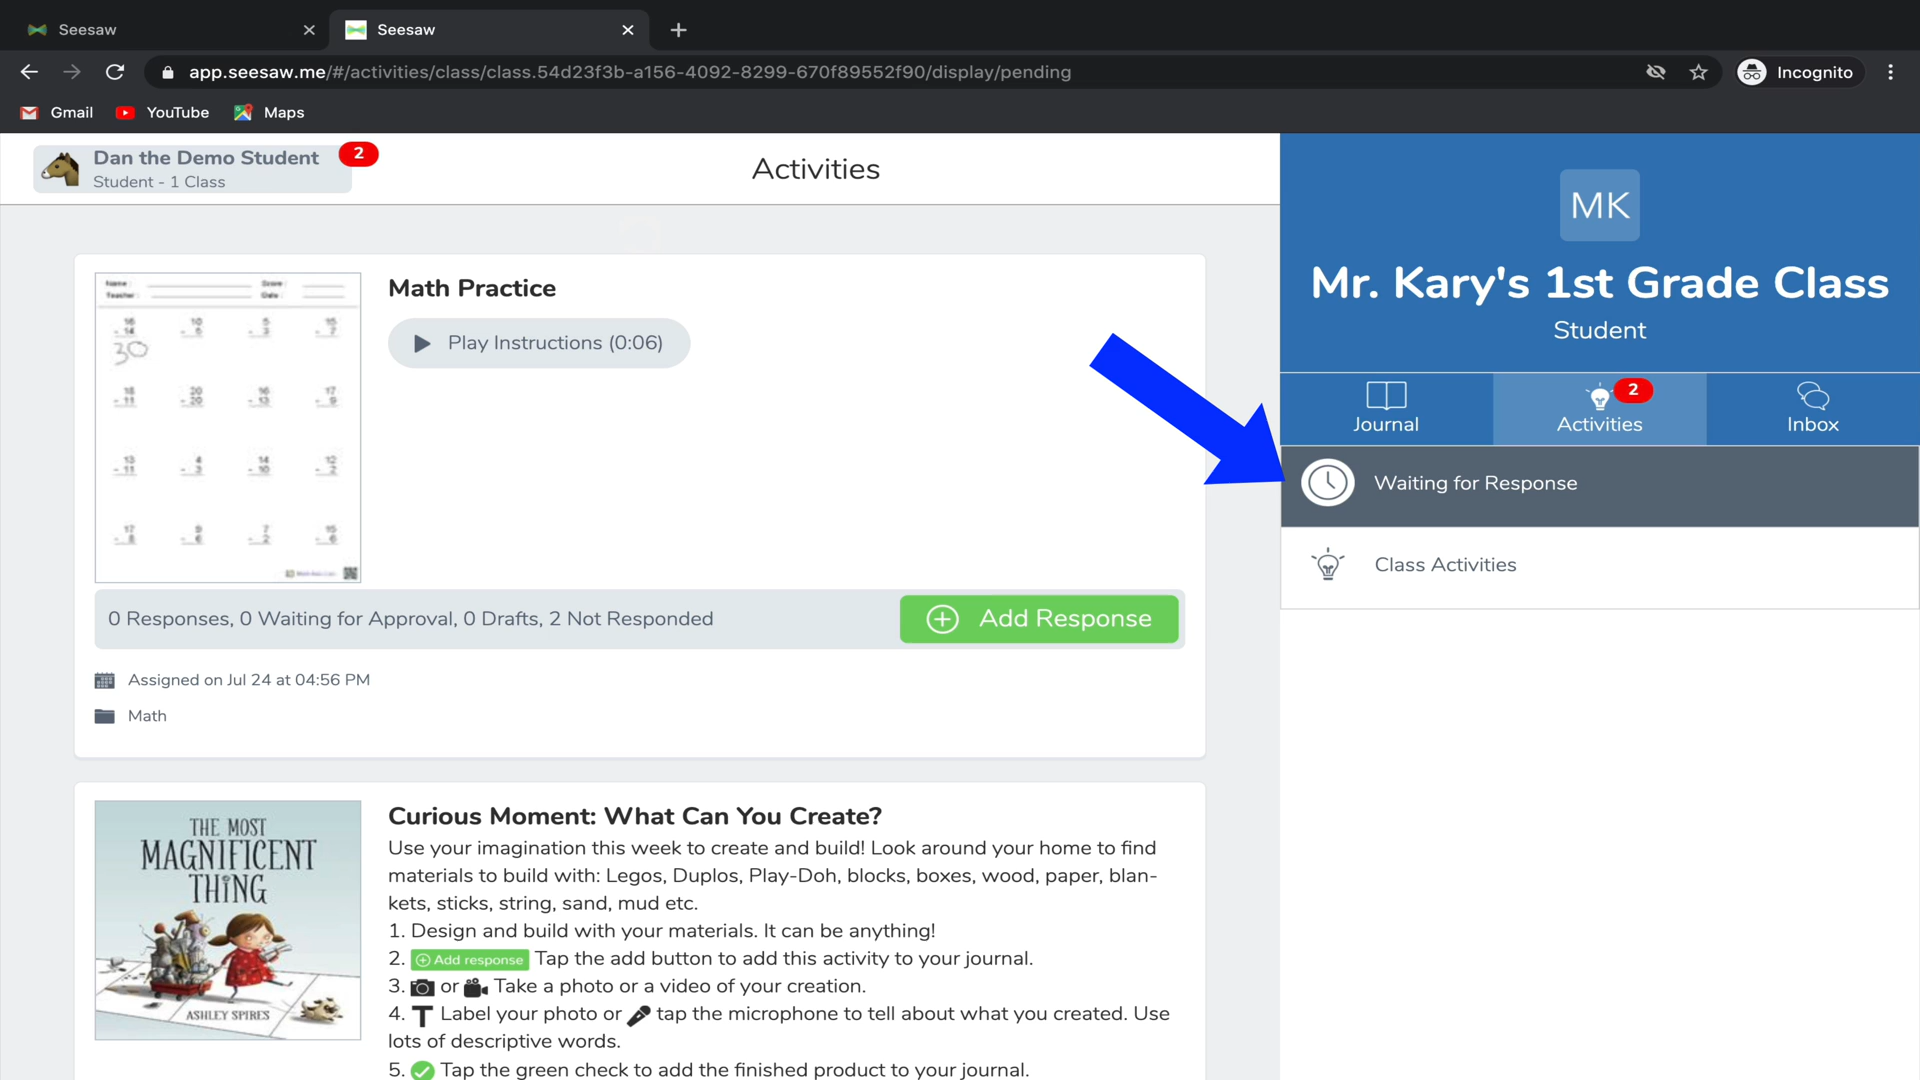 Seesaw
Seesaw
app.seesaw.me/#/activities/class/class.54d23f3b-a156-4092-8299-670f89552f90/display/pending
Incognito
Gmail
YouTube
Maps
Dan the Demo Student
2
Student - 1 Class
Activities
Math Practice
Play Instructions (0:06)
Name :
Score :
Teacher :
Date :
30
0 Responses, 0 Waiting for Approval, 0 Drafts, 2 Not Responded
Add Response
Assigned on Jul 24 at 04:56 PM
Math
THE MOST
MAGNIFICENT
THING
ASHLEY SPIRES
Curious Moment: What Can You Create?
Use your imagination this week to create and build! Look around your home to find
materials to build with: Legos, Duplos, Play-Doh, blocks, boxes, wood, paper, blan-
kets, sticks, string, sand, mud etc.
1. Design and build with your materials. It can be anything!
2. Add response Tap the add button to add this activity to your journal.
3. or Take a photo or a video of your creation.
4. T Label your photo or tap the microphone to tell about what you created. Use
lots of descriptive words.
5. Tap the green check to add the finished product to your journal.
MK
Mr. Kary's 1st Grade Class
Student
Journal
2
Activities
Inbox
Waiting for Response
Class Activities